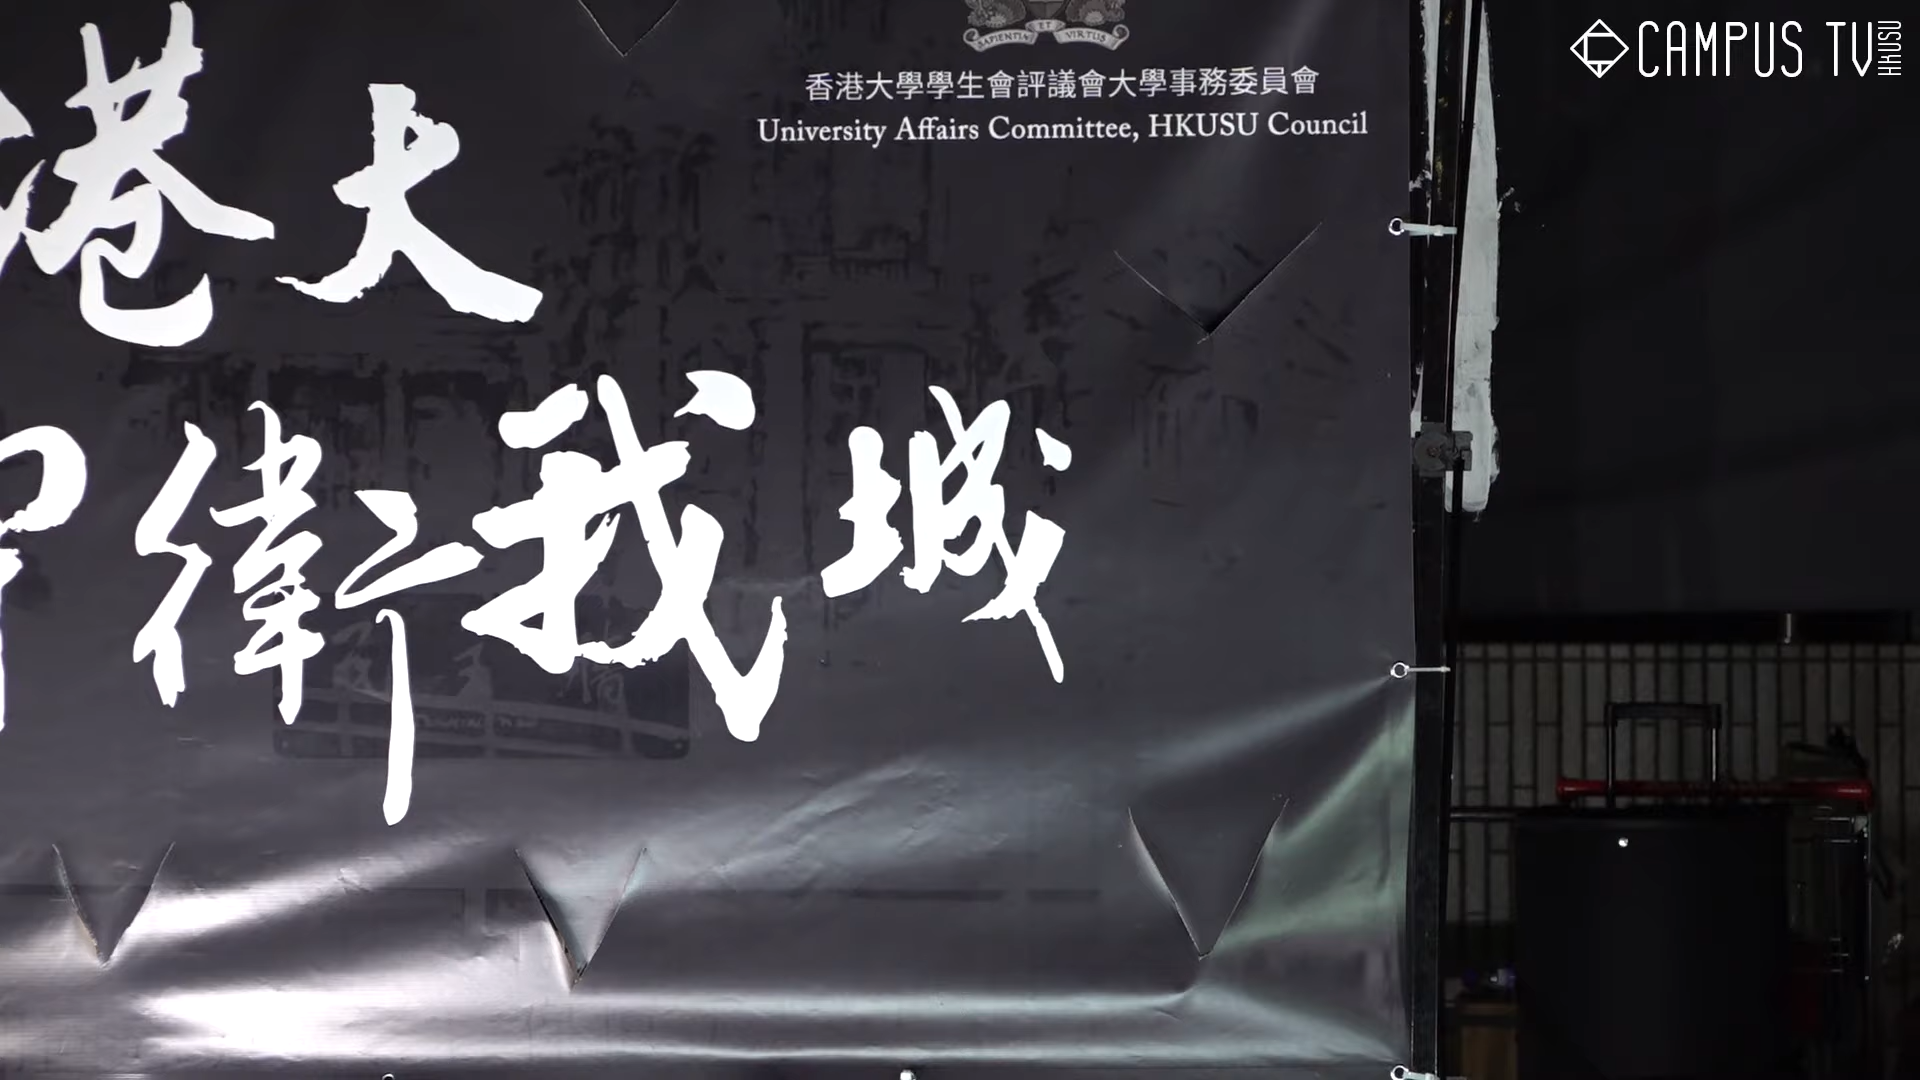 CAMPUS TV
HKUSU
SAPIENTIA ET VIRTUS
香港大學學生會評議會大學事務委員會
University Affairs Committee, HKUSU Council
港大
衛我城